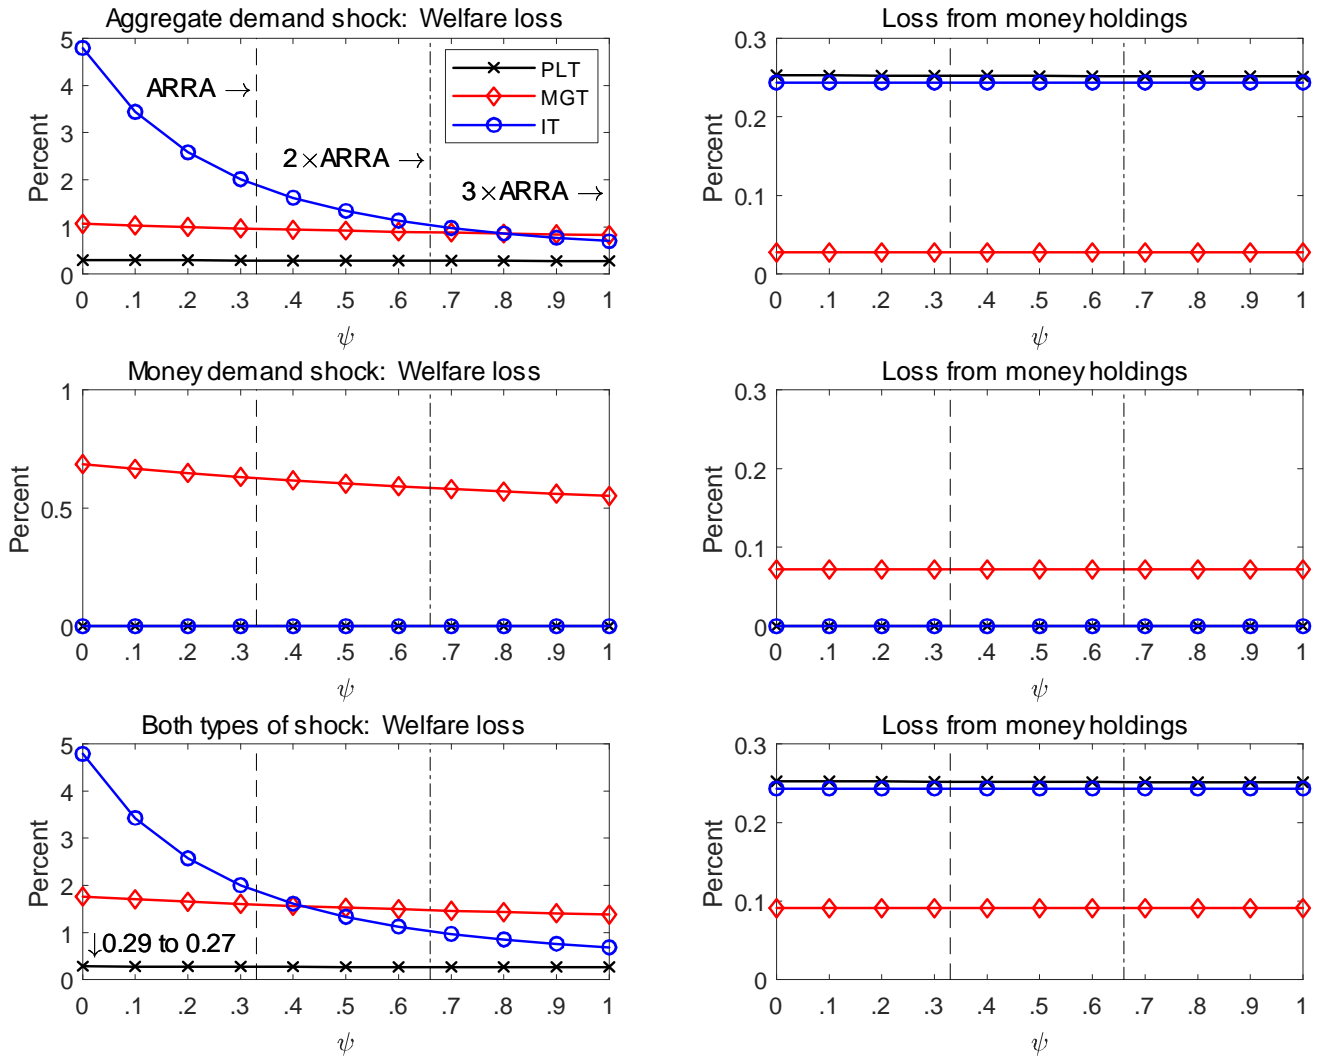 Aggregate demand shock: Welfare loss
Percent
5
4
3
2
1
0
ARRA →
2×ARRA →
3×ARRA →
PLT
MGT
IT
0 .1 .2 .3 .4 .5 .6 .7 .8 .9 1
ψ
Loss from money holdings
Percent
0.3
0.2
0.1
0
0 .1 .2 .3 .4 .5 .6 .7 .8 .9 1
ψ
Money demand shock: Welfare loss
Percent
1
0.5
0
0 .1 .2 .3 .4 .5 .6 .7 .8 .9 1
ψ
Loss from money holdings
Percent
0.3
0.2
0.1
0
0 .1 .2 .3 .4 .5 .6 .7 .8 .9 1
ψ
Both types of shock: Welfare loss
Percent
5
4
3
2
1
0
↓0.29 to 0.27
0 .1 .2 .3 .4 .5 .6 .7 .8 .9 1
ψ
Loss from money holdings
Percent
0.3
0.2
0.1
0
0 .1 .2 .3 .4 .5 .6 .7 .8 .9 1
ψ